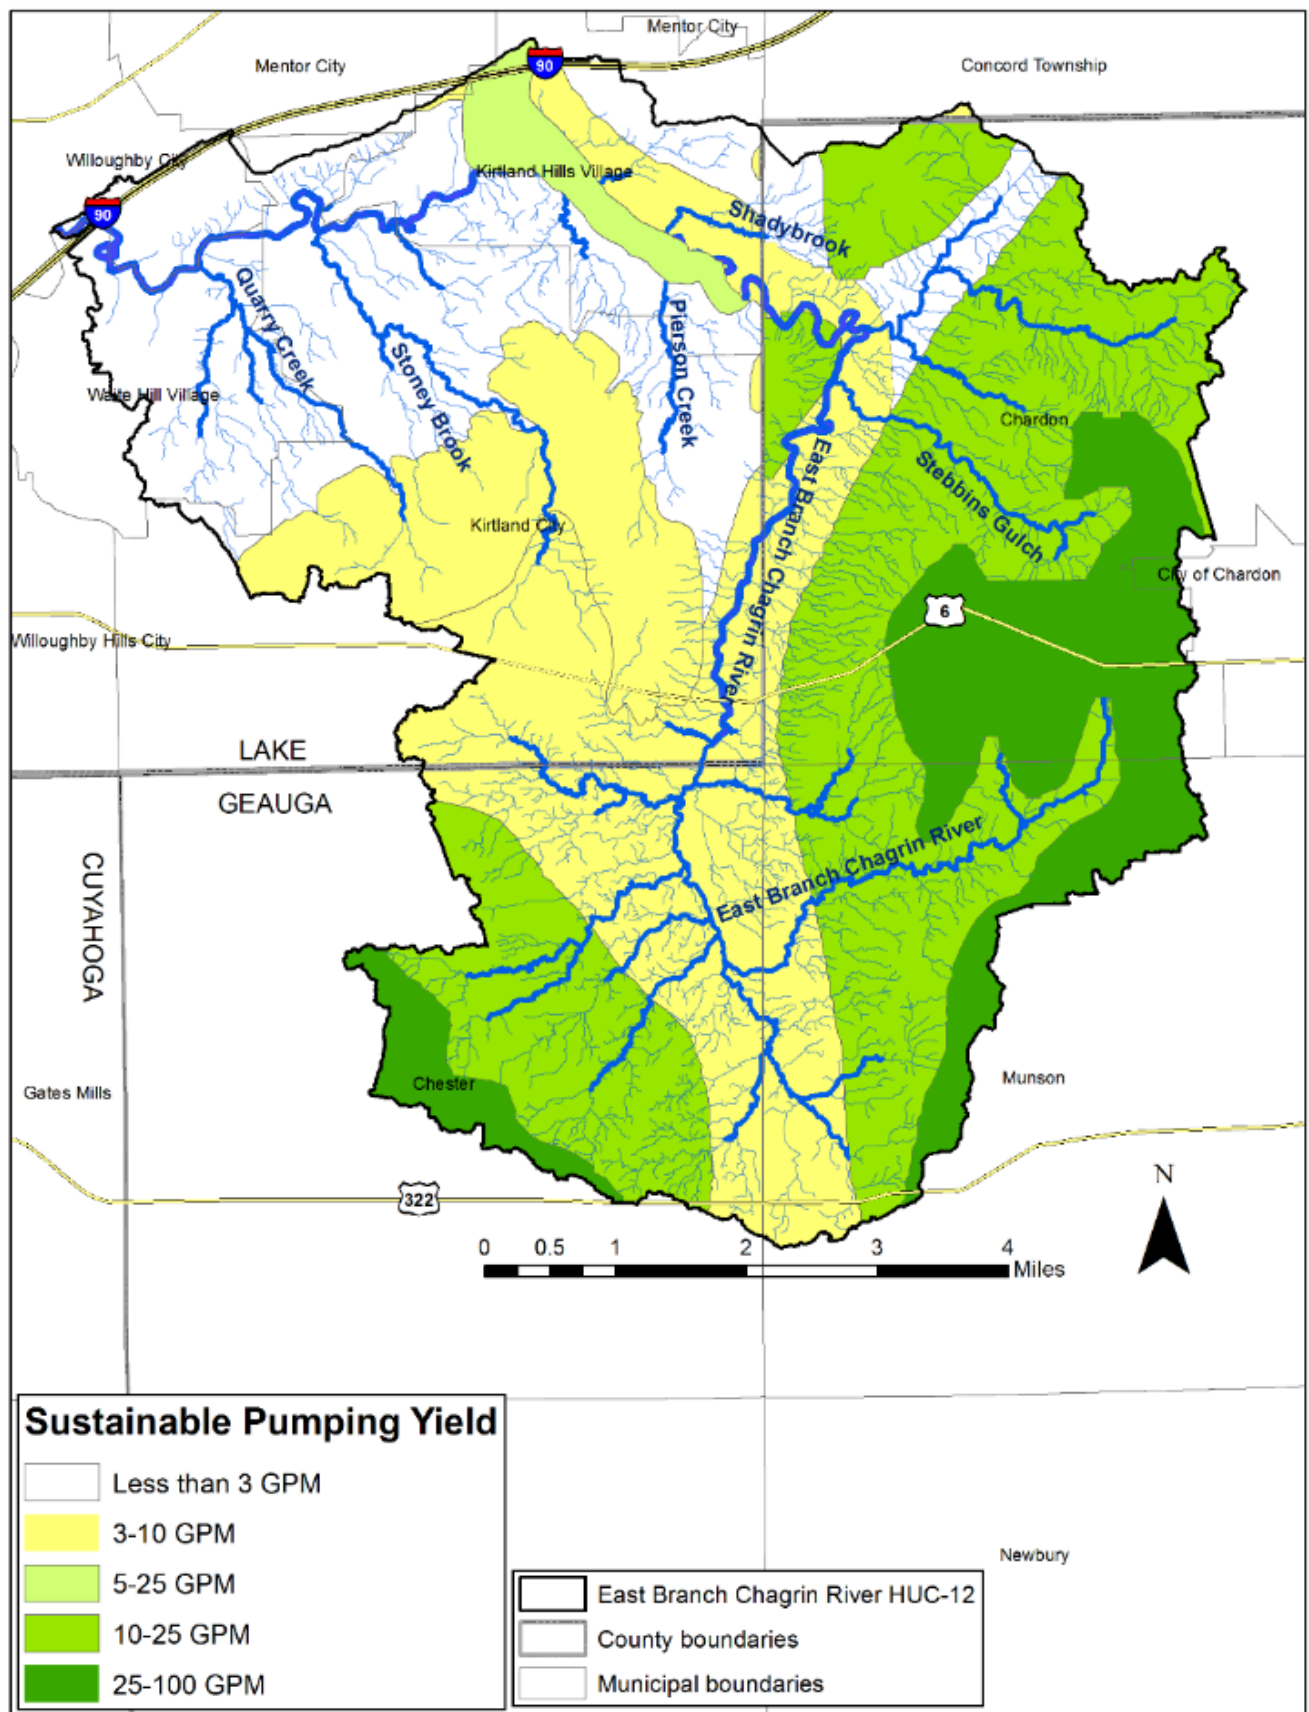 Mentor City
Mentor City
90
Concord Township
Willoughby City
Kirtland Hills Village
90
Shadybrook
Quarry Creek
Pierson Creek
Stoney Brook
Waite Hill Village
Chardon
East Branch Chagrin River
Stebbins Gulch
Kirtland City
City of Chardon
6
Willoughby Hills City
LAKE
GEAUGA
CUYAHOGA
East Branch Chagrin River
Chester
Munson
Gates Mills
322
N
0 0.5 1 2 3 4
Miles
Sustainable Pumping Yield
Less than 3 GPM
3-10 GPM
5-25 GPM
10-25 GPM
25-100 GPM
Newbury
East Branch Chagrin River HUC-12
County boundaries
Municipal boundaries